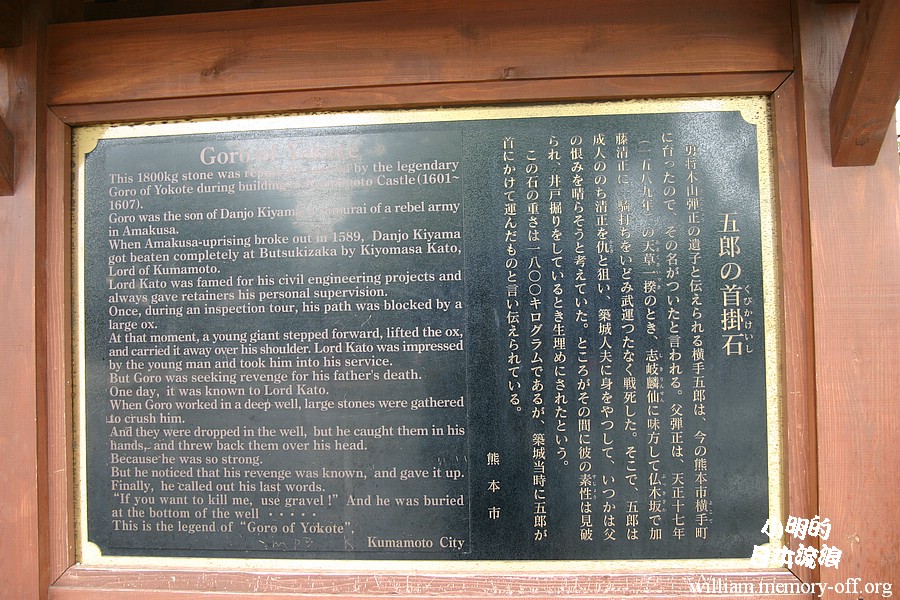 Goro of Yokote
This 1800kg stone was by the legendary
Goro of Yokote during building Castle(1601~
1607).
Goro was the son of Danjo Kiyama samurai of a rebel army
in Amakusa.
When Amakusa-uprising broke out in 1589, Danjo Kiyama
got beaten completely at Butsukizaka by Kiyomasa Kato,
Lord of Kumamoto.
Lord Kato was famed for his civil engineering projects and
always gave retainers his personal supervision.
Once, during an inspection tour, his path was blocked by a
large ox.
At that moment, a young giant stepped forward, lifted the ox,
and carried it away over his shoulder. Lord Kato was impressed
by the young man and took him into his service.
But Goro was seeking revenge for his father's death.
One day, it was known to Lord Kato.
When Goro worked in a deep well, large stones were gathered
to crush him.
And they were dropped in the well, but he caught them in his
hands, and threw back them over his head.
Because he was so strong.
But he noticed that his revenge was known, and gave it up.
Finally, he called out his last words.
“If you want to kill me, use gravel!” And he was buried
at the bottom of the well ・・・・・
This is the legend of “Goro of Yokote”.
Kumamoto City
五郎の首掛石
くびかけいし
男将木山弾正の遺子と伝えられる横手五郎は、今の熊本市横手町
に育ったので、その名がついたと言われる。父弾正は、天正十七年
（一五八九年）の天草一揆のとき、志岐麟仙に味方して仏木坂で加
藤清正に一騎打ちをいどみ武運つたなく戦死した。そこで、五郎は
成人ののち清正を仇と狙い、築城人夫に身をやつして、いつかは父
の恨みを晴らそうと考えていた。ところがその間に彼の素性は見破
られ、井戸掘りをしているとき生埋めにされたという。
この石の重さは一八〇〇キログラムであるが、築城当時に五郎が
首にかけて運んだものと言い伝えられている。
熊本市
小明的
日本流浪
william.memory-off.org